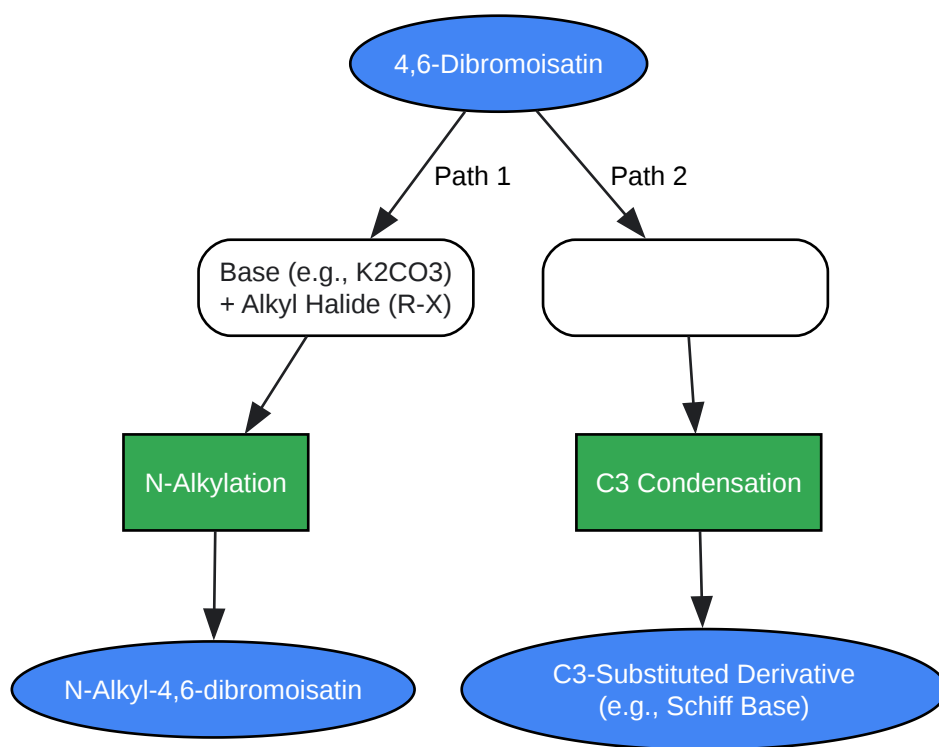 4,6-Dibromoisatin
Path 1
Path 2
Base (e.g., K2CO3)
+ Alkyl Halide (R-X)
N-Alkylation
C3 Condensation
N-Alkyl-4,6-dibromoisatin
C3-Substituted Derivative
(e.g., Schiff Base)